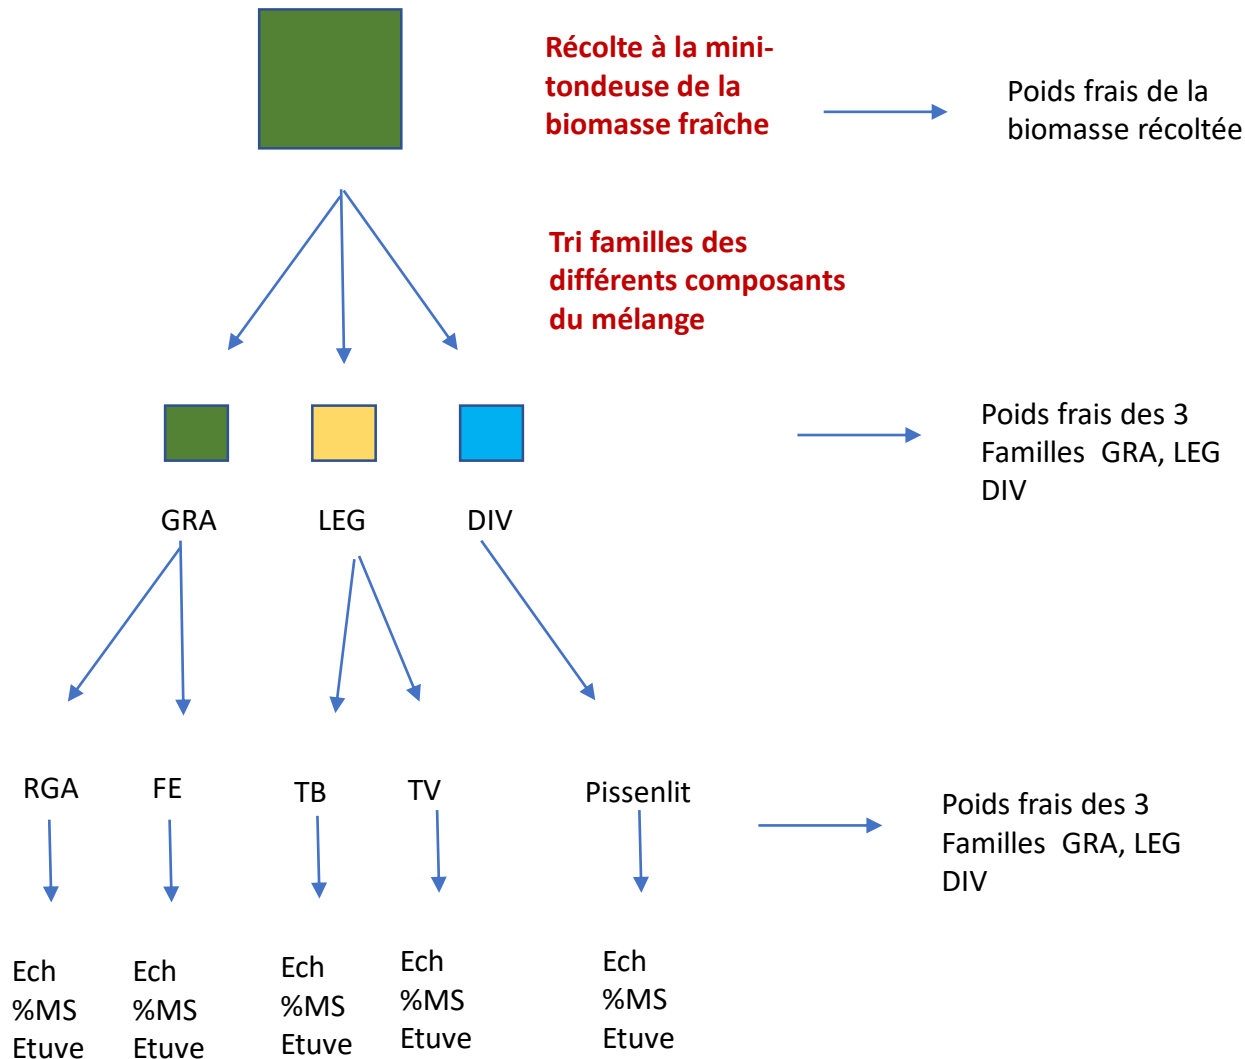 Récolte à la mini-
tondeuse de la
biomasse fraîche
Poids frais de la
biomasse récoltée
Tri familles des
différents composants
du mélange
Poids frais des 3
Familles  GRA, LEG
DIV
GRA
LEG
DIV
RGA
FE
TB
TV
Pissenlit
Poids frais des 3
Familles  GRA, LEG
DIV
Ech
%MS
Etuve
Ech
%MS
Etuve
Ech
%MS
Etuve
Ech
%MS
Etuve
Ech
%MS
Etuve